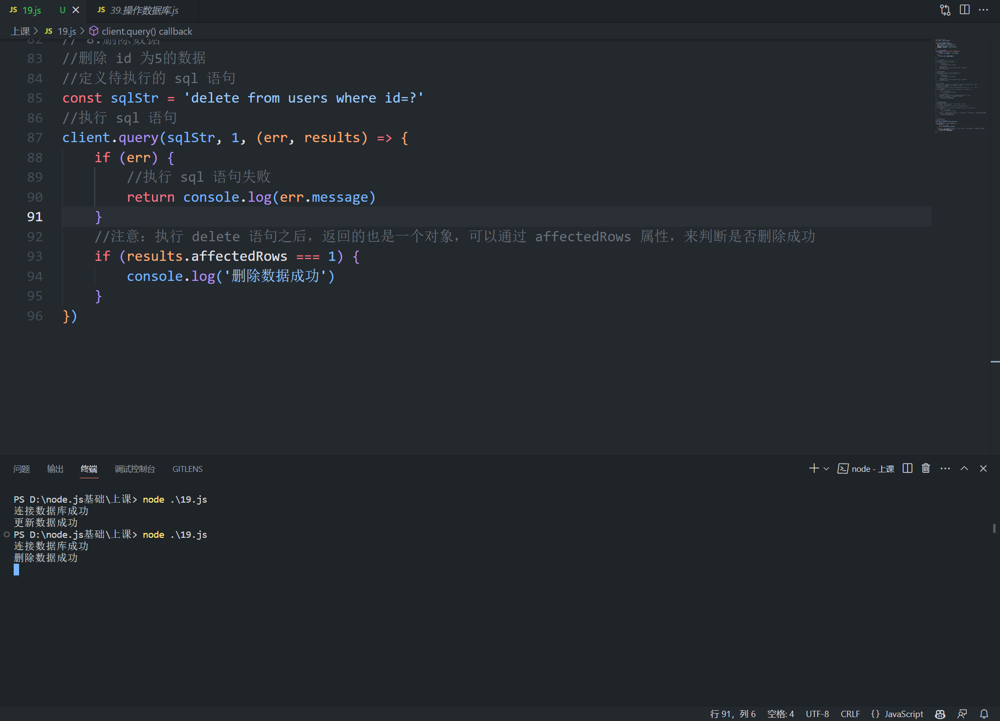 JS 19.js U JS 39.操作数据库.js
上课 JS 19.js client.query() callback
82 // 8.删除数据
83 //删除 id 为5的数据
84 //定义待执行的 sql 语句
85 const sqlStr = 'delete from users where id=?'
86 //执行 sql 语句
87 client.query(sqlStr, 1, (err, results) => {
88 if (err) {
89 //执行 sql 语句失败
90 return console.log(err.message)
91 }
92 //注意：执行 delete 语句之后，返回的也是一个对象，可以通过 affectedRows 属性，来判断是否删除成功
93 if (results.affectedRows === 1) {
94 console.log('删除数据成功')
95 }
96 })
问题 输出 终端 调试控制台 GITLENS node - 上课
PS D:\node.js基础\上课> node .\19.js
连接数据库成功
更新数据成功
PS D:\node.js基础\上课> node .\19.js
连接数据库成功
删除数据成功
行 91，列 6 空格: 4 UTF-8 CRLF {} JavaScript